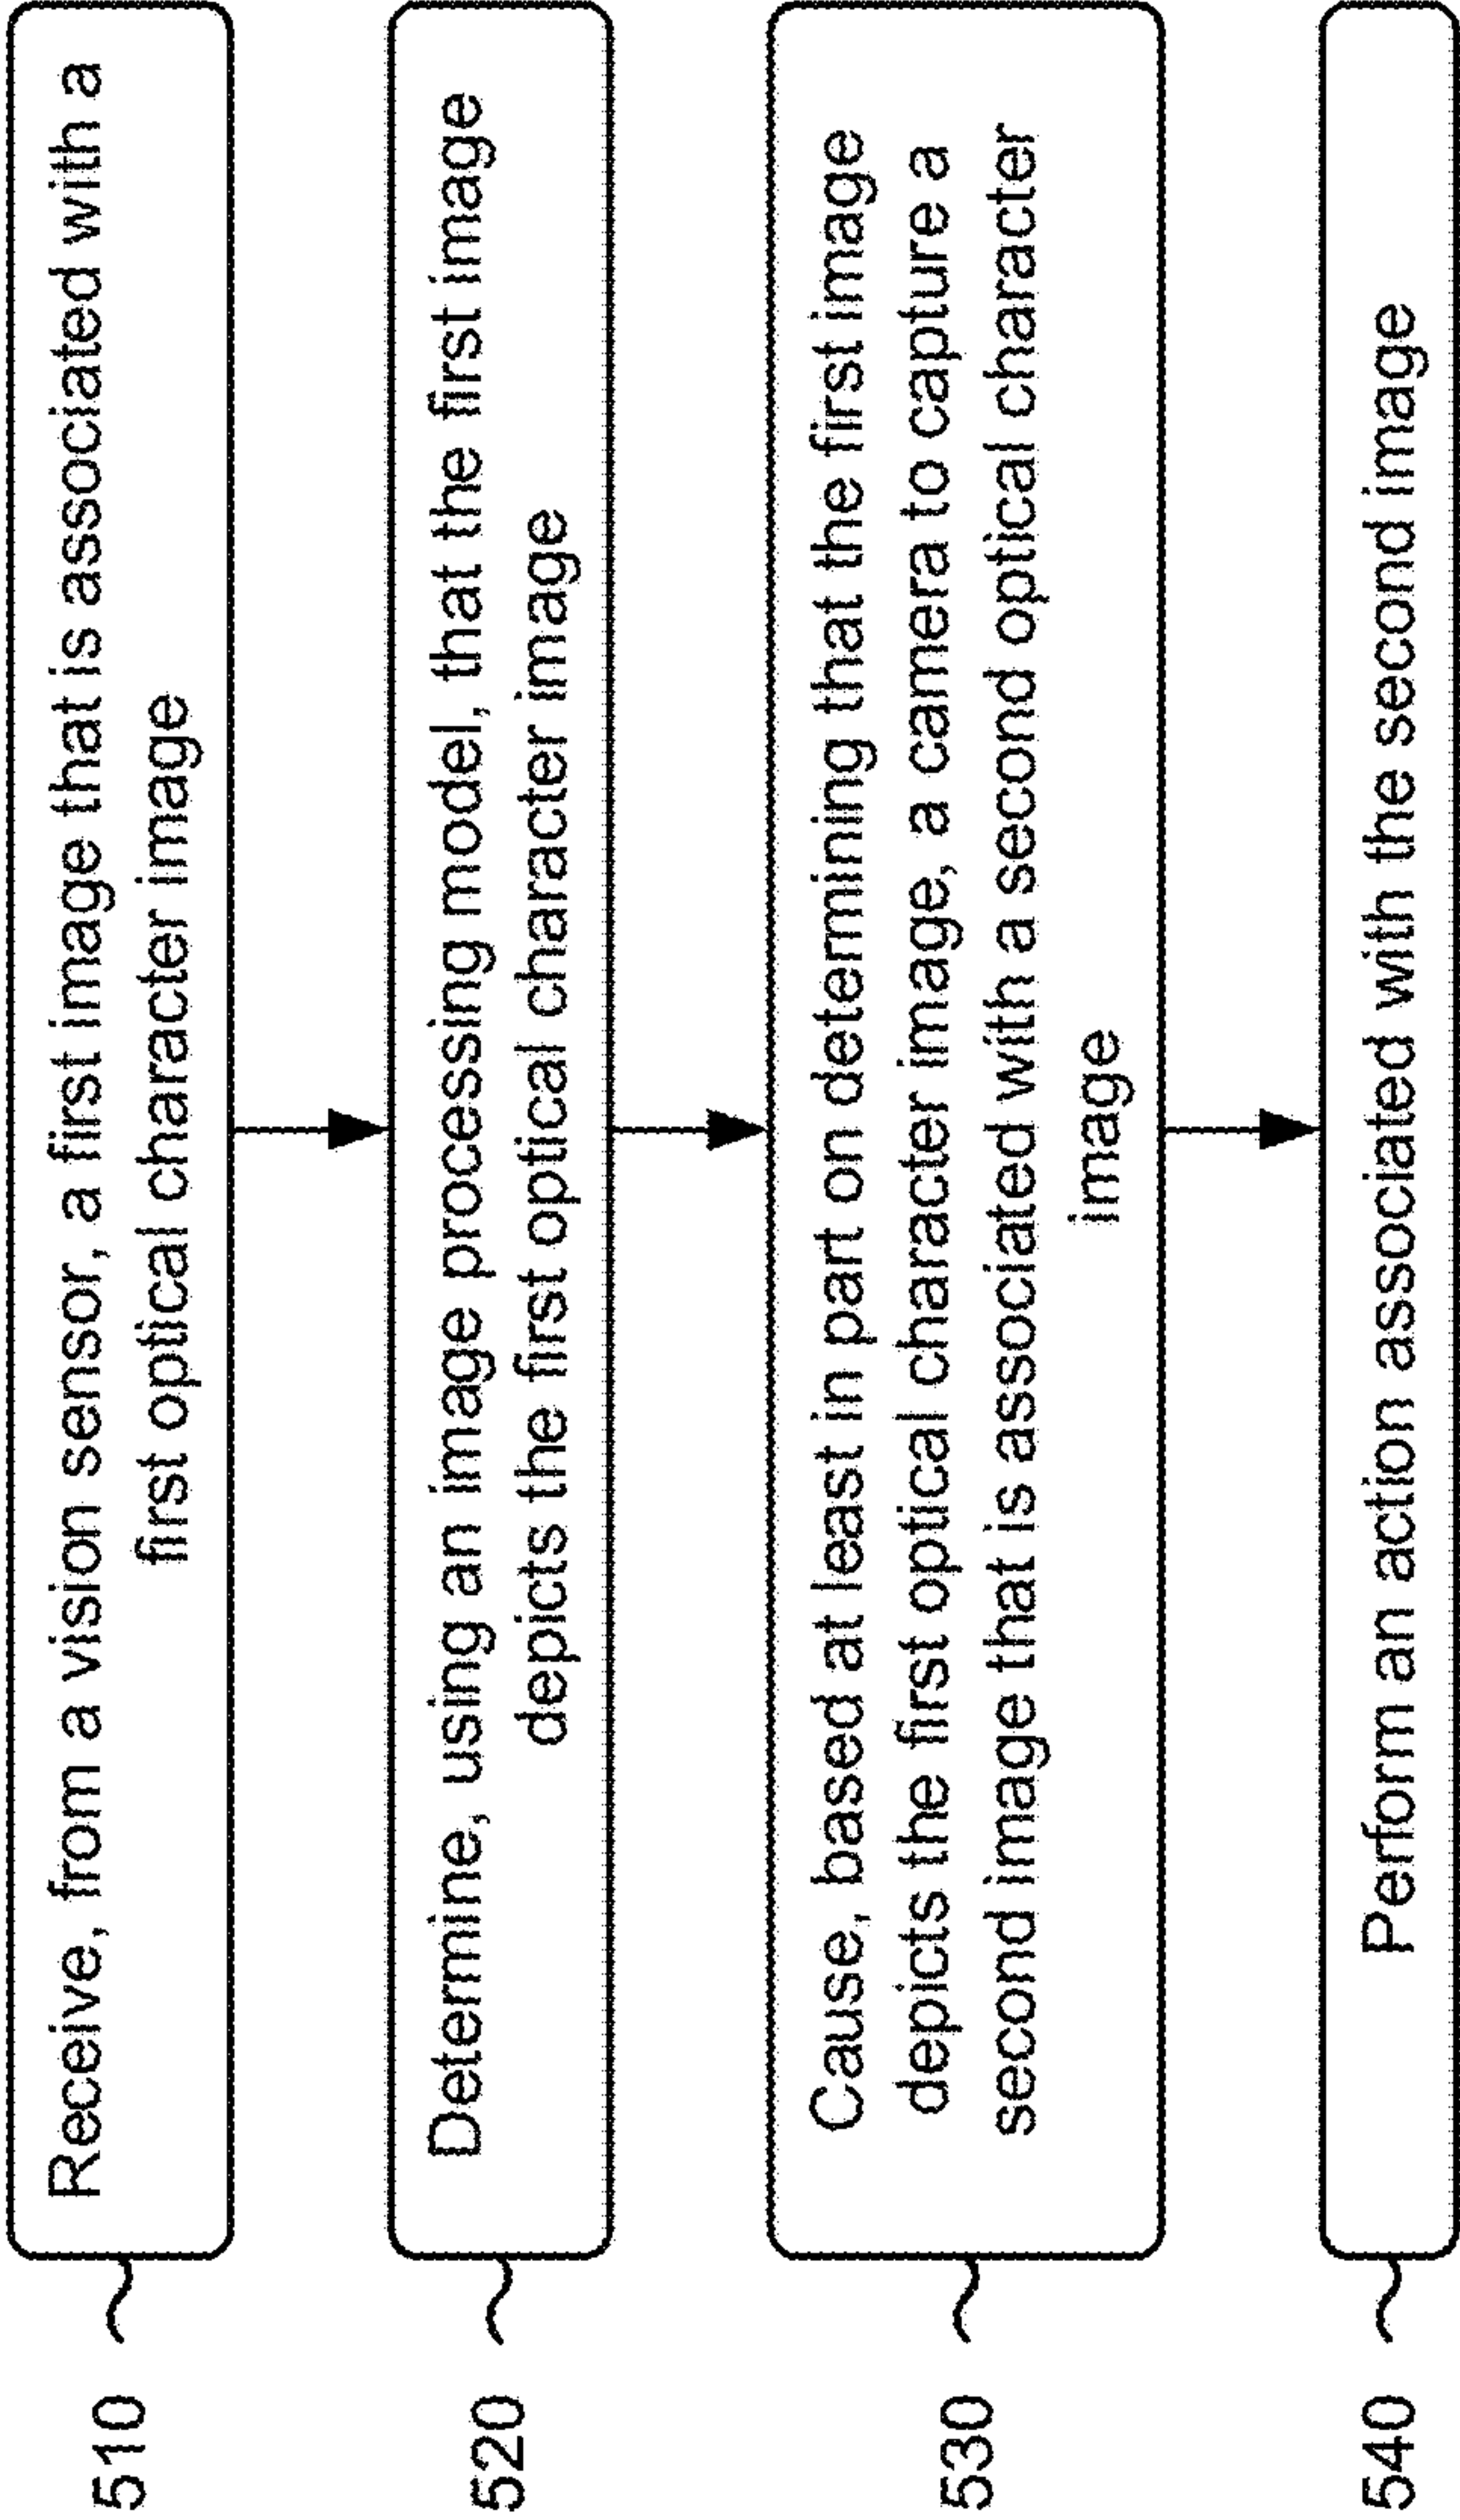 510
Receive, from a vision sensor, a first image that is associated with a
first optical character image
520
Determine, using an image processing model, that the first image
depicts the first optical character image
530
Cause, based at least in part on determining that the first image
depicts the first optical character image, a camera to capture a
second image that is associated with a second optical character
image
540
Perform an action associated with the second image